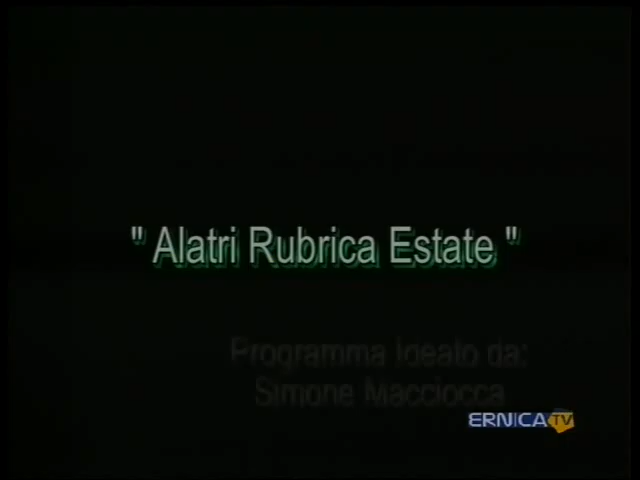 " Alatri Rubrica Estate "
Programma Ideato da:
Simone Macciocca
ERNICA TV